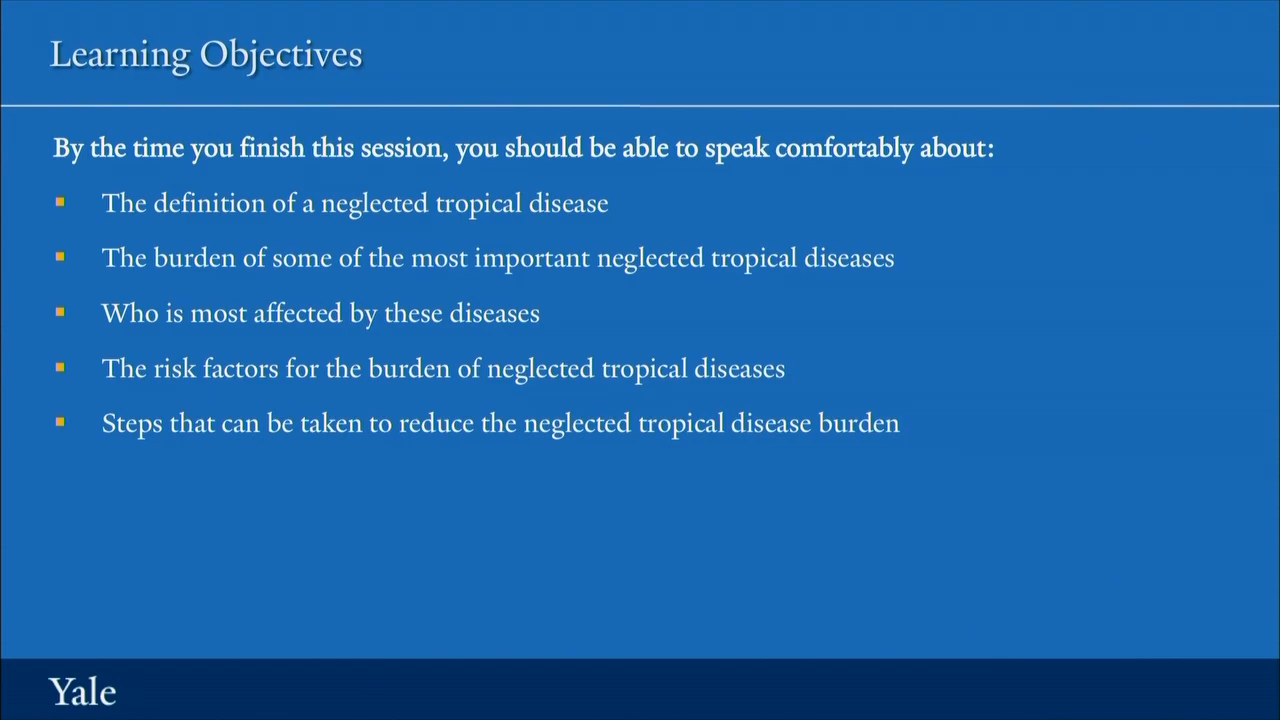 Learning Objectives
By the time you finish this session, you should be able to speak comfortably about:
The definition of a neglected tropical disease
The burden of some of the most important neglected tropical diseases
Who is most affected by these diseases
The risk factors for the burden of neglected tropical diseases
Steps that can be taken to reduce the neglected tropical disease burden
Yale